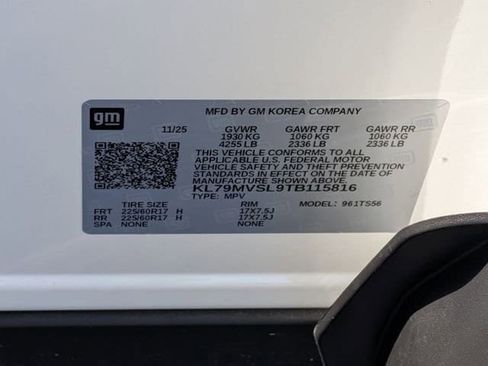 gm
MFD BY GM KOREA COMPANY
11/25 GVWR GAWR FRT GAWR RR
1930 KG 1060 KG 1060 KG
4255 LB 2336 LB 2336 LB
THIS VEHICLE CONFORMS TO ALL
APPLICABLE U.S. FEDERAL MOTOR
VEHICLE SAFETY AND THEFT PREVENTION
STANDARDS IN EFFECT ON THE DATE OF
MANUFACTURE SHOWN ABOVE.
KL79MVSL9TB115816
TYPE: MPV
TIRE SIZE RIM MODEL: 961TS56
FRT 225/60R17 H 17X7.5J
RR 225/60R17 H 17X7.5J
SPA NONE NONE